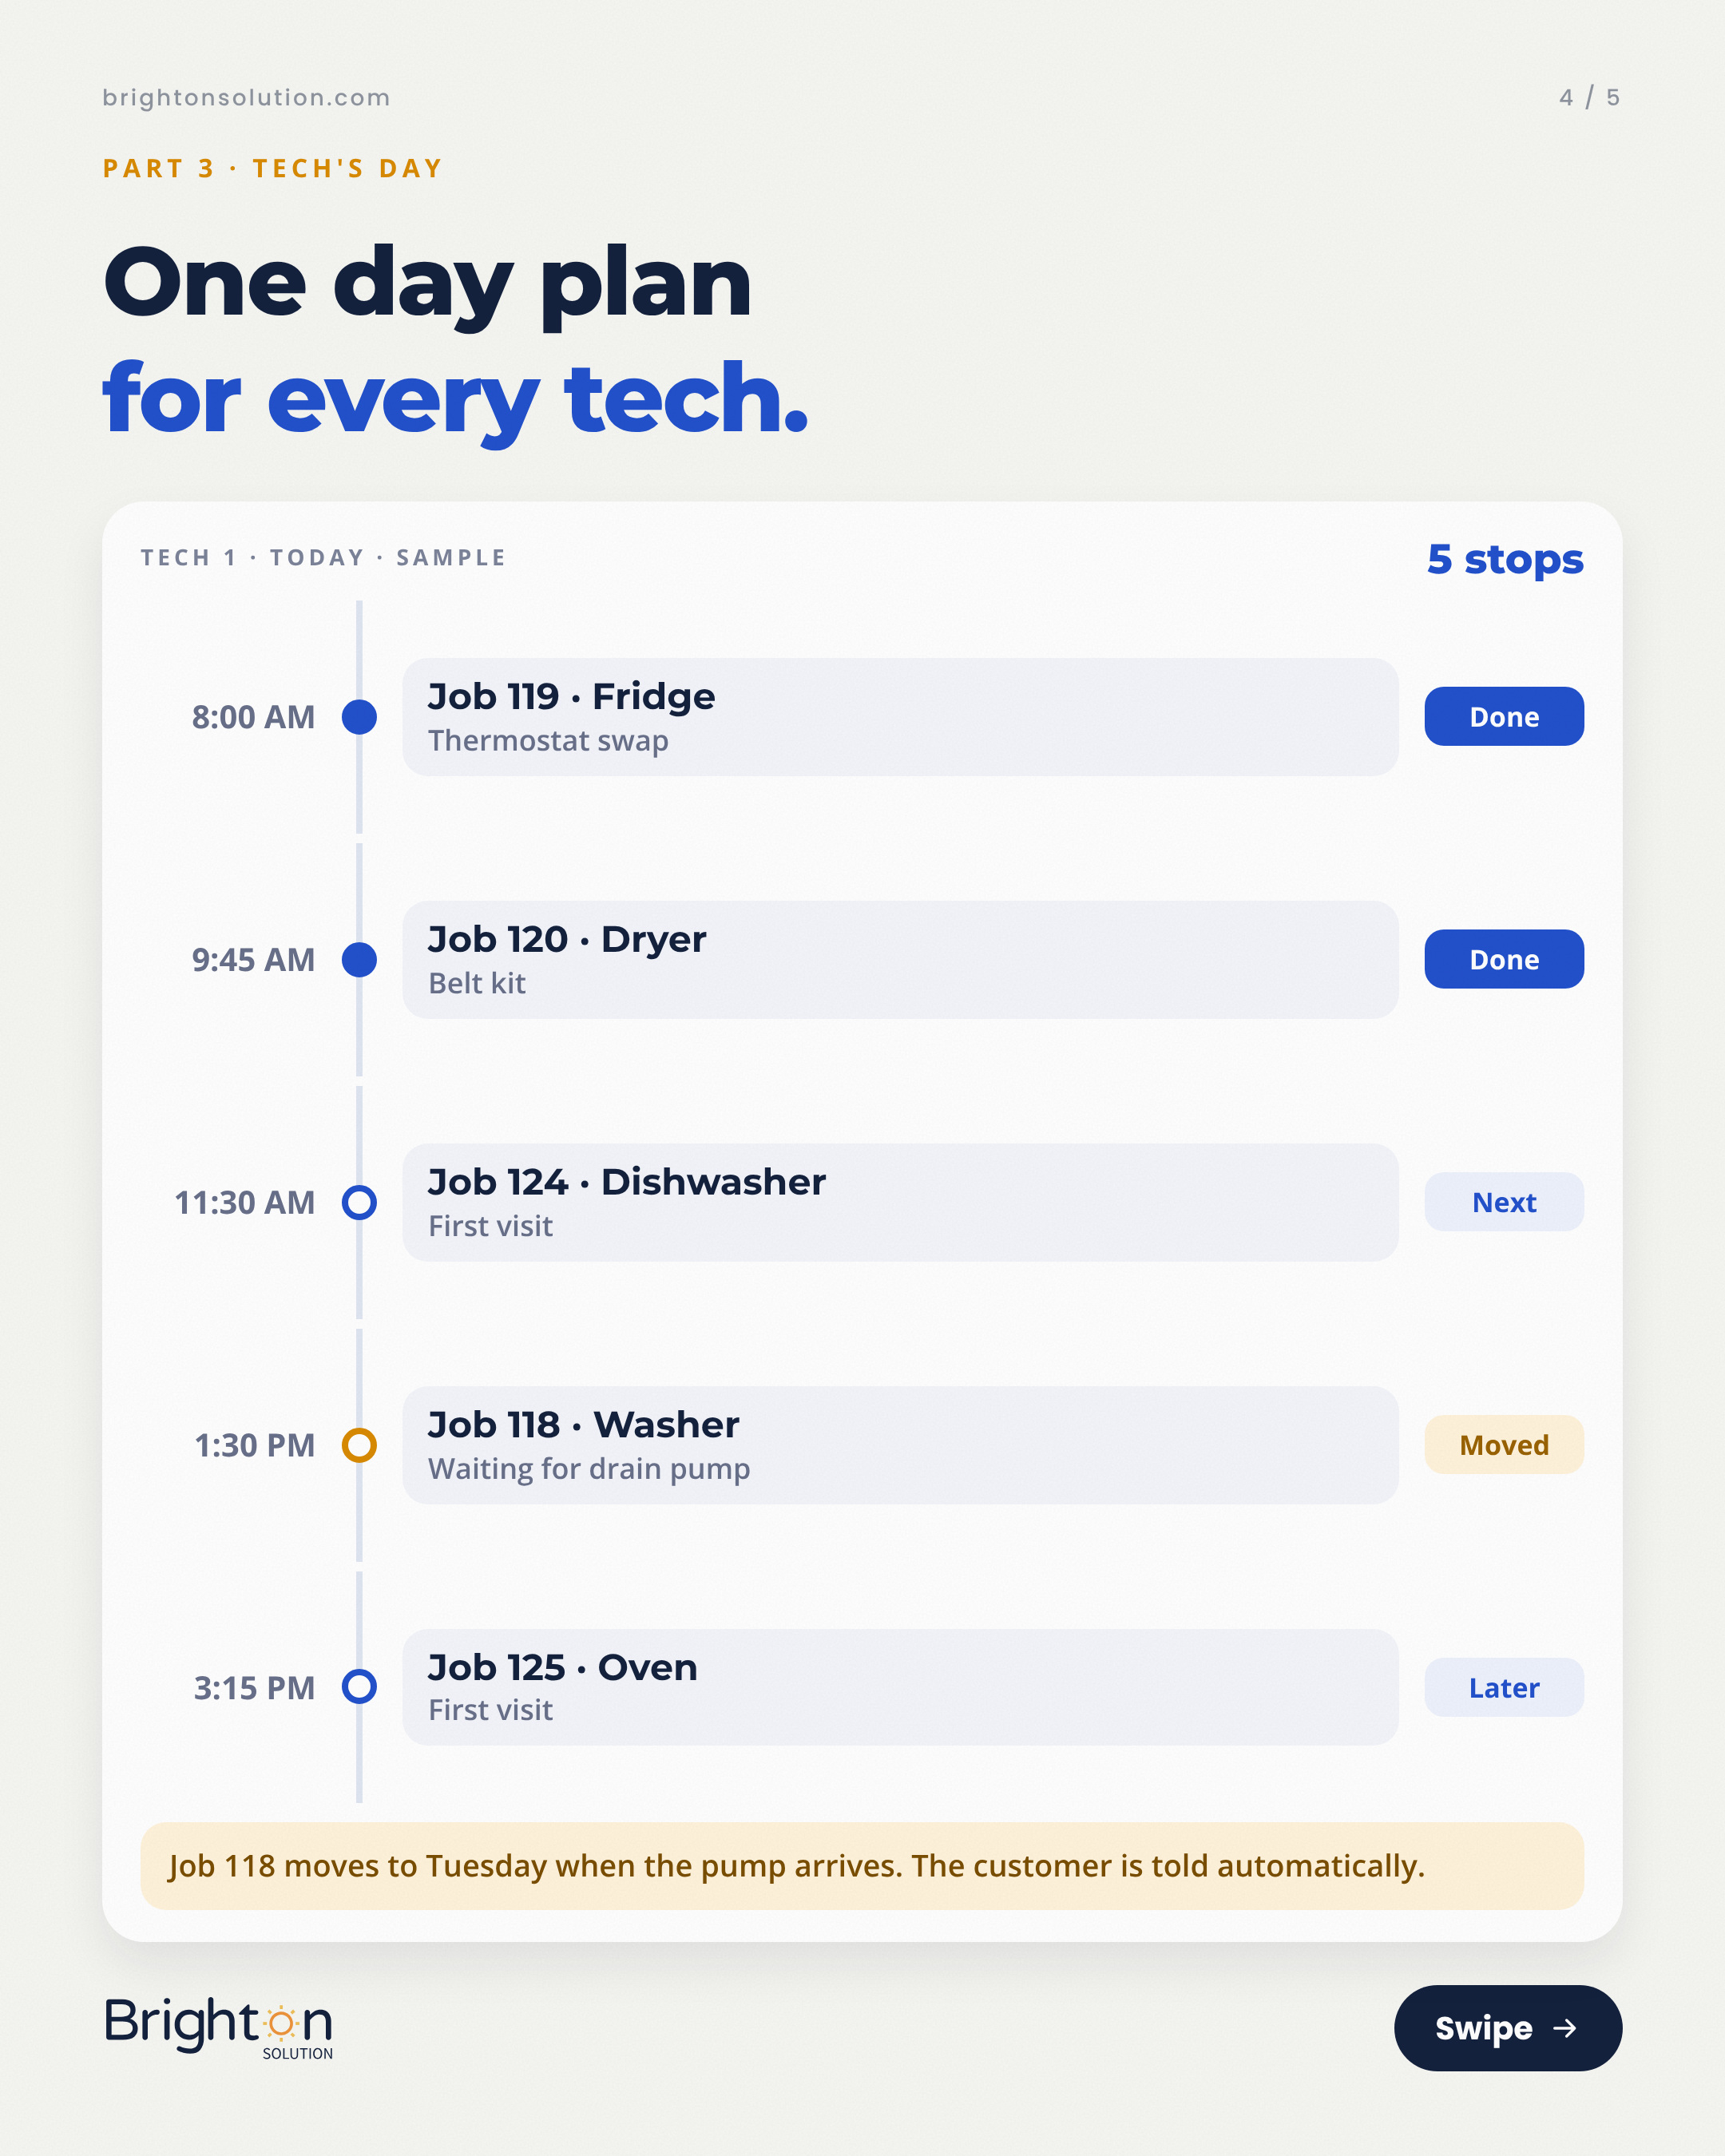 brightonsolution.com
4 / 5
PART 3 · TECH'S DAY
One day plan
for every tech.
TECH 1 · TODAY · SAMPLE
5 stops
8:00 AM
Job 119 · Fridge
Thermostat swap
Done
9:45 AM
Job 120 · Dryer
Belt kit
Done
11:30 AM
Job 124 · Dishwasher
First visit
Next
1:30 PM
Job 118 · Washer
Waiting for drain pump
Moved
3:15 PM
Job 125 · Oven
First visit
Later
Job 118 moves to Tuesday when the pump arrives. The customer is told automatically.
Brighton
SOLUTION
Swipe →